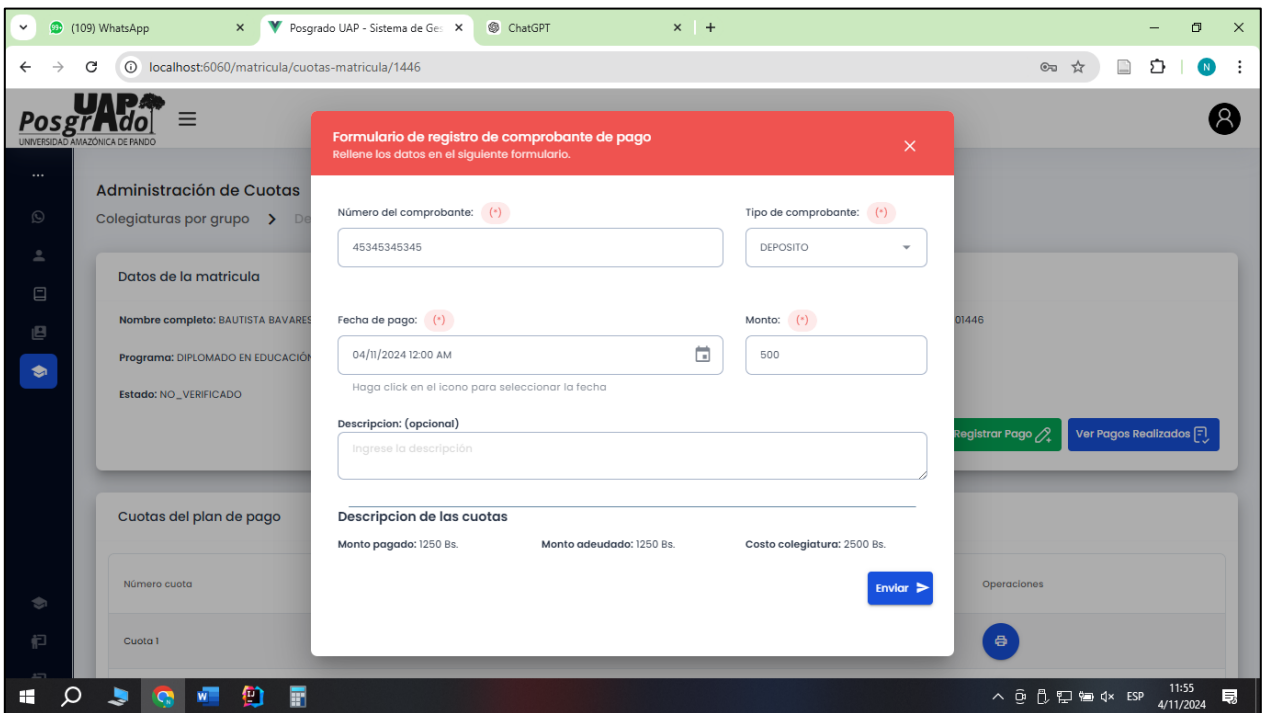 (109) WhatsApp
Posgrado UAP - Sistema de Ges
ChatGPT
localhost:6060/matricula/cuotas-matricula/1446
N
UAP
PosgrAdo
UNIVERSIDAD AMAZÓNICA DE PANDO
Formulario de registro de comprobante de pago
Rellene los datos en el siguiente formulario.
Administración de Cuotas
Colegiaturas por grupo > De
Número del comprobante: (*)
Tipo de comprobante: (*)
45345345345
DEPOSITO
Datos de la matricula
Nombre completo: BAUTISTA BAVARES
01446
Fecha de pago: (*)
Monto: (*)
04/11/2024 12:00 AM
500
Programa: DIPLOMADO EN EDUCACIÓN
Haga click en el icono para seleccionar la fecha
Estado: NO_VERIFICADO
Descripcion: (opcional)
Ingrese la descripción
Registrar Pago
Ver Pagos Realizados
Cuotas del plan de pago
Descripcion de las cuotas
Monto pagado: 1250 Bs.
Monto adeudado: 1250 Bs.
Costo colegiatura: 2500 Bs.
Número cuota
Enviar
Operaciones
Cuota 1
ESP
11:55
4/11/2024